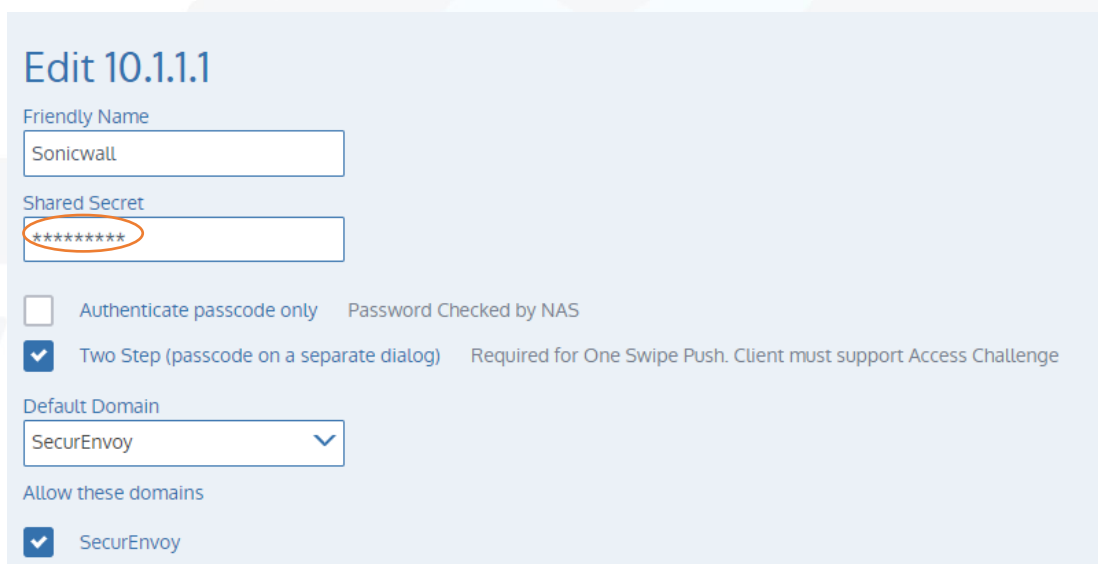 Edit 10.1.1.1
Friendly Name
Sonicwall
Shared Secret
*********
Authenticate passcode only Password Checked by NAS
Two Step (passcode on a separate dialog) Required for One Swipe Push. Client must support Access Challenge
Default Domain
SecurEnvoy
Allow these domains
SecurEnvoy